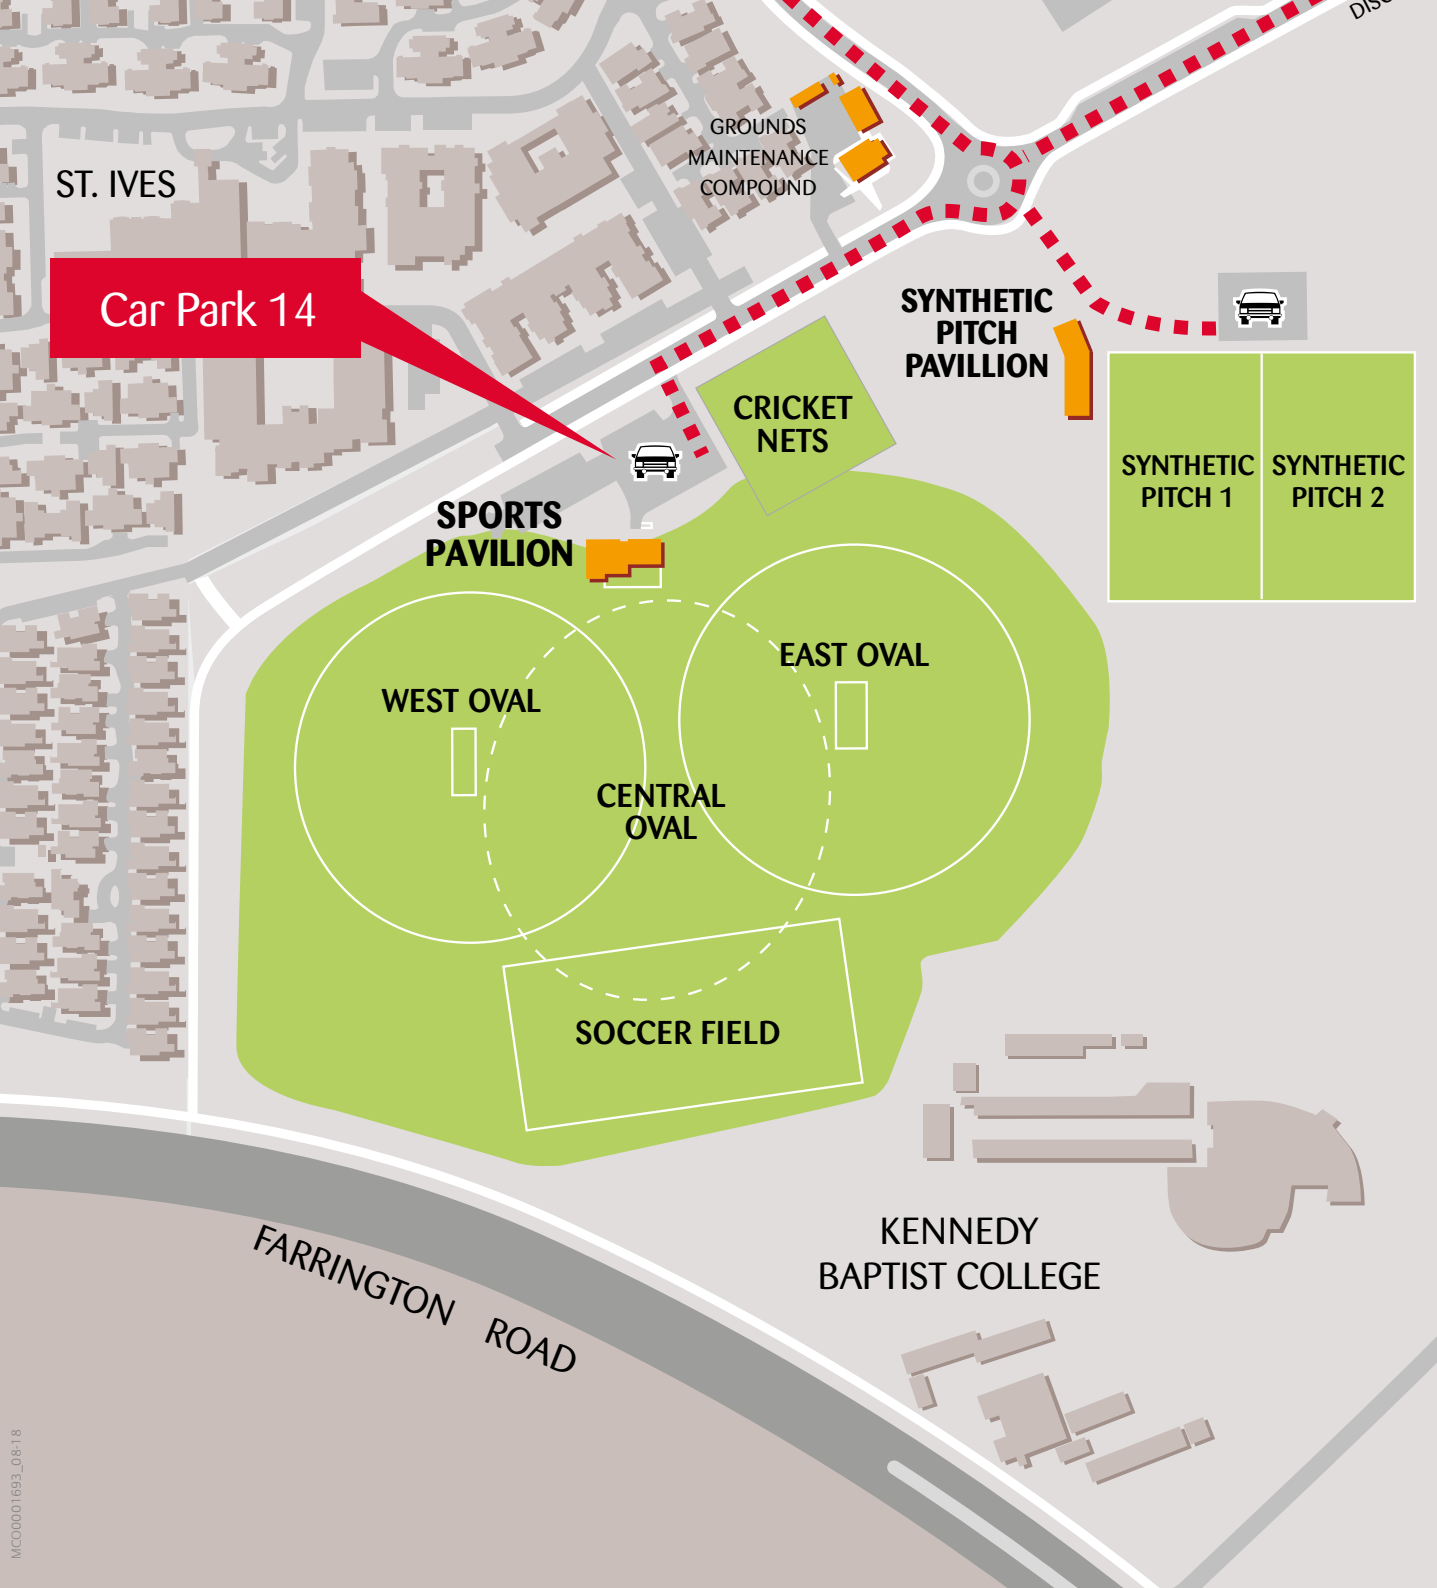 GROUNDS
MAINTENANCE
COMPOUND
ST. IVES
Car Park 14
SYNTHETIC
PITCH
PAVILLION
CRICKET
NETS
SYNTHETIC
PITCH 1
SYNTHETIC
PITCH 2
SPORTS
PAVILION
EAST OVAL
WEST OVAL
CENTRAL
OVAL
SOCCER FIELD
KENNEDY
BAPTIST COLLEGE
FARRINGTON ROAD
MCO0001693_08-18